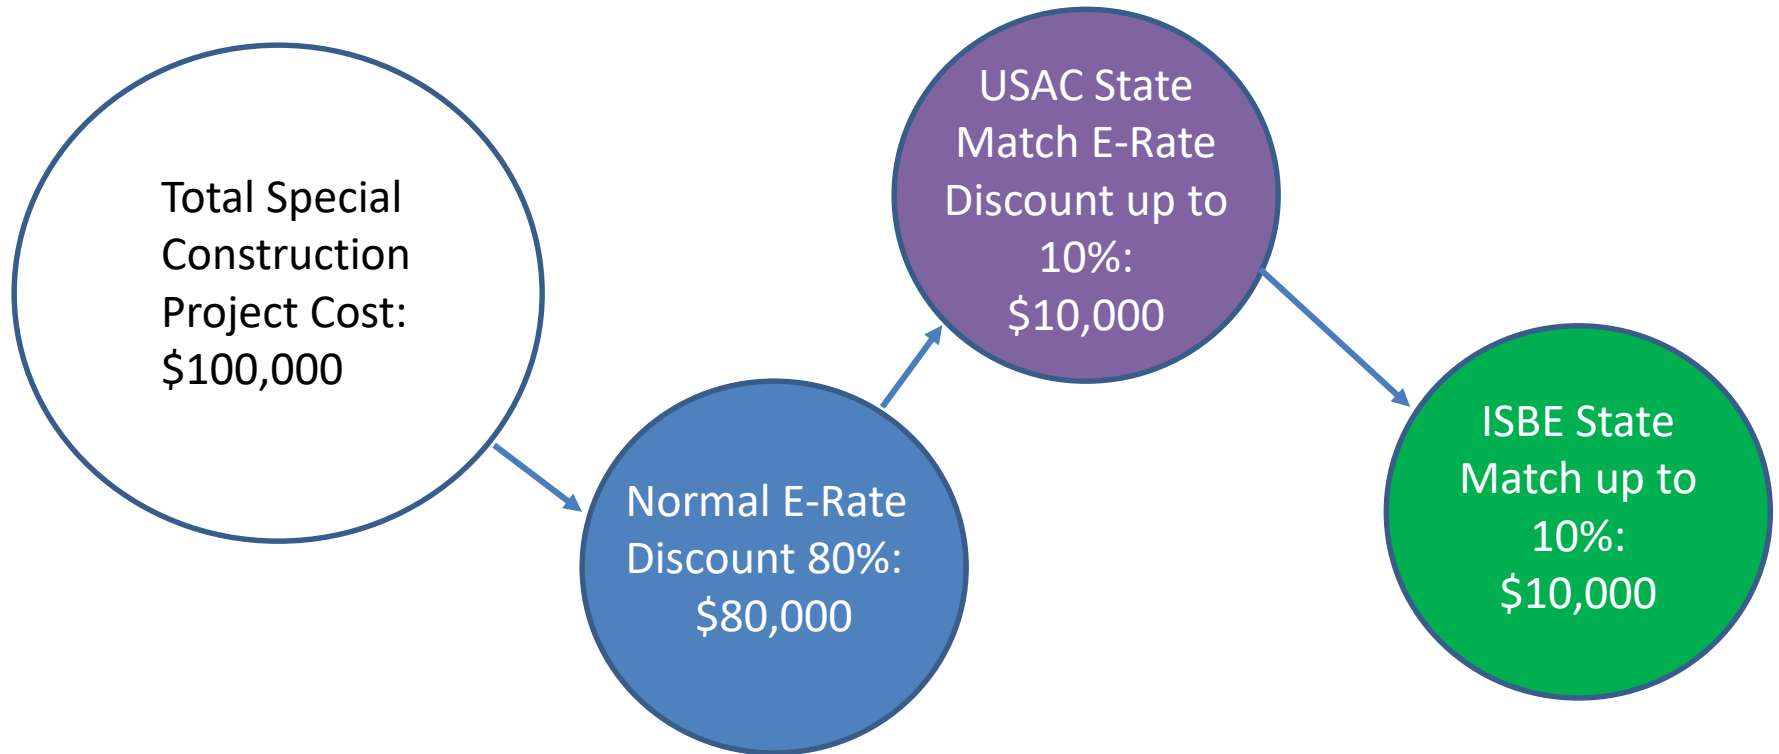 Total Special
Construction
Project Cost:
$100,000
Normal E-Rate
Discount 80%:
$80,000
USAC State
Match E-Rate
Discount up to
10%:
$10,000
ISBE State
Match up to
10%:
$10,000